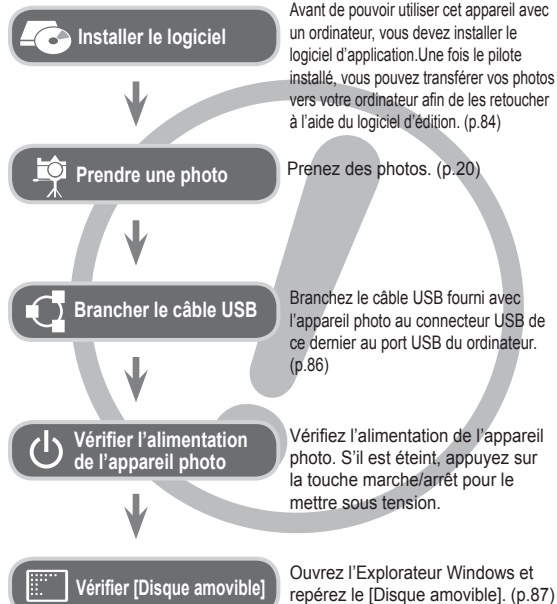 Installer le logiciel
Avant de pouvoir utiliser cet appareil avec
un ordinateur, vous devez installer le
logiciel d'application.Une fois le pilote
installé, vous pouvez transférer vos photos
vers votre ordinateur afin de les retoucher
à l'aide du logiciel d'édition. (p.84)
Prendre une photo
Prenez des photos. (p.20)
Brancher le câble USB
Branchez le câble USB fourni avec
l'appareil photo au connecteur USB de
ce dernier au port USB du ordinateur.
(p.86)
Vérifier l'alimentation
de l'appareil photo
Vérifiez l'alimentation de l'appareil
photo. S'il est éteint, appuyez sur
la touche marche/arrêt pour le
mettre sous tension.
Vérifier [Disque amovible]
Ouvrez l'Explorateur Windows et
repérez le [Disque amovible]. (p.87)